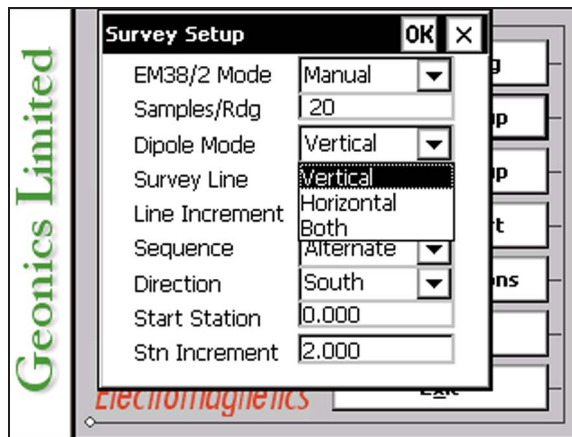 Geonics Limited
Survey Setup OK ×
EM38/2 Mode Manual
Samples/Rdg 20
Dipole Mode Vertical
Survey Line Vertical
Horizontal
Line Increment
Both
Sequence Alternate
Direction South
Start Station 0.000
Stn Increment 2.000
Electromagnetics